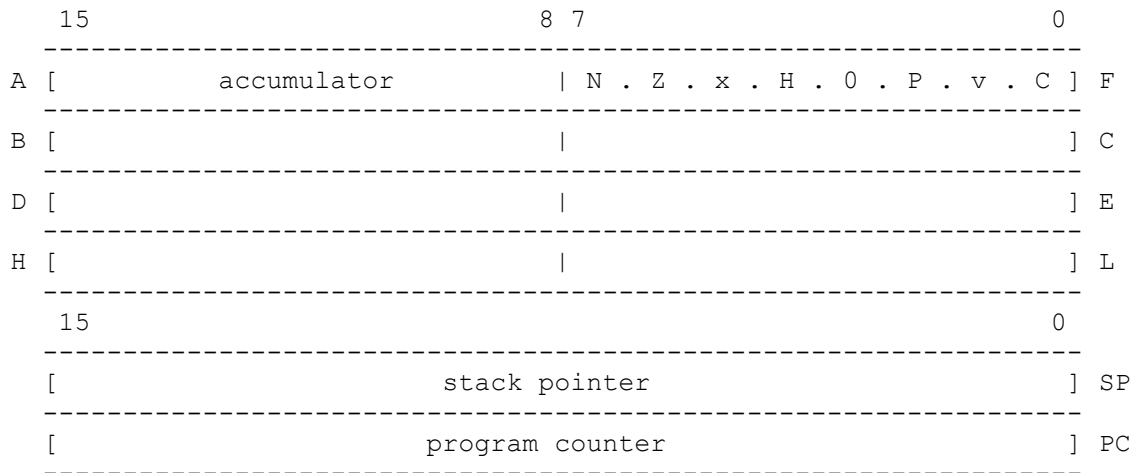 15 8 7 0
A [ accumulator | N . Z . x . H . 0 . P . v . C ] F
B [ | ] C
D [ | ] E
H [ | ] L
15 0
[ stack pointer ] SP
[ program counter ] PC